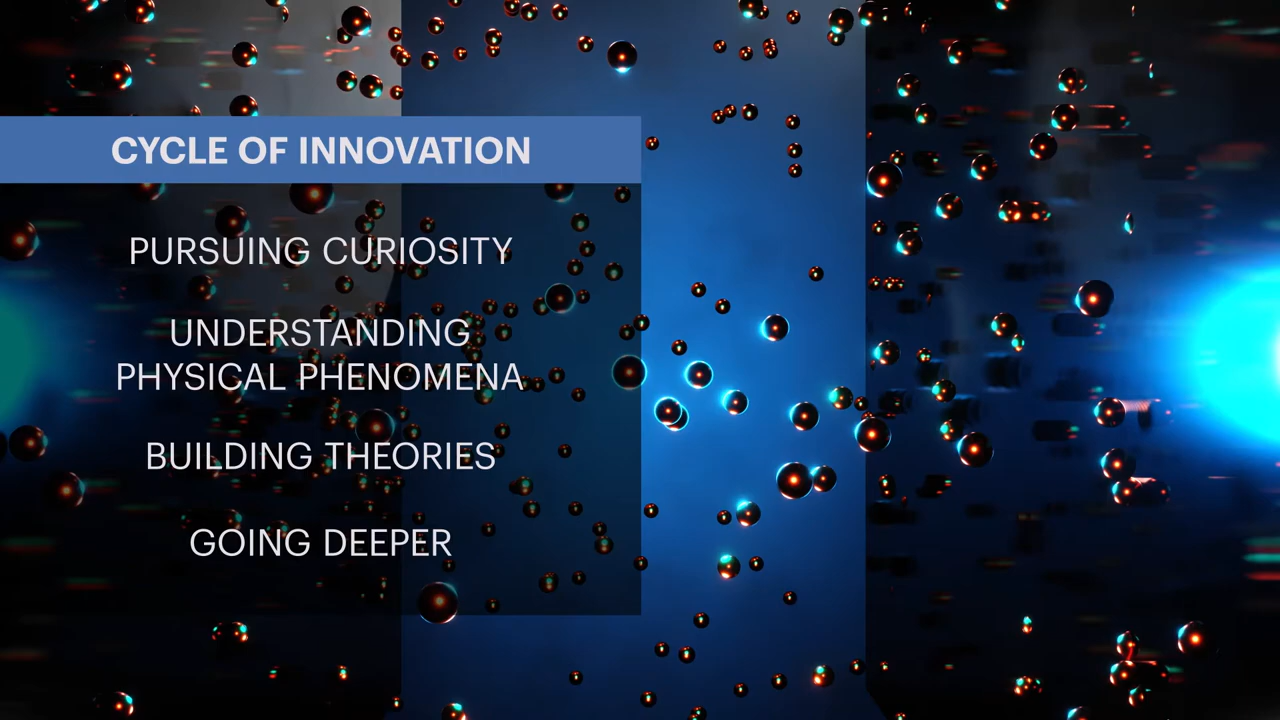 CYCLE OF INNOVATION
PURSUING CURIOSITY
UNDERSTANDING
PHYSICAL PHENOMENA
BUILDING THEORIES
GOING DEEPER